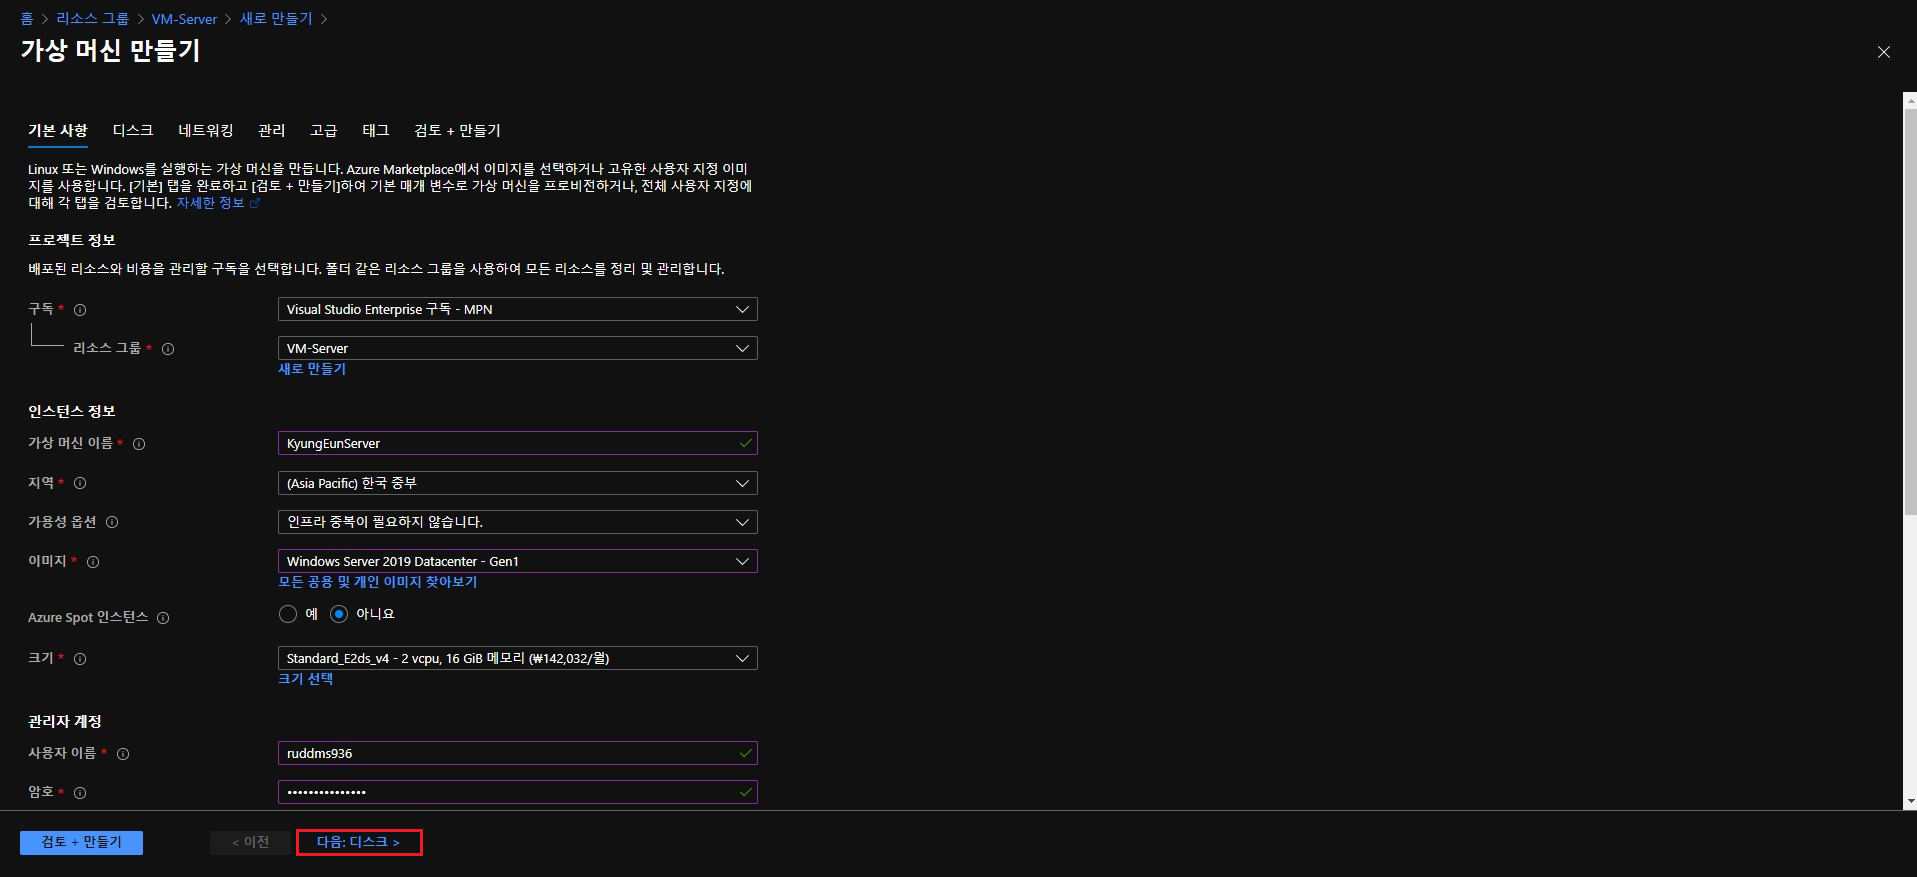 홈 > 리소스 그룹 > VM-Server > 새로 만들기 >
가상 머신 만들기
기본 사항 디스크 네트워킹 관리 고급 태그 검토 + 만들기
Linux 또는 Windows를 실행하는 가상 머신을 만듭니다. Azure Marketplace에서 이미지를 선택하거나 고유한 사용자 지정 이미
지를 사용합니다. [기본] 탭을 완료하고 [검토 + 만들기]하여 기본 매개 변수로 가상 머신을 프로비전하거나, 전체 사용자 지정에
대해 각 탭을 검토합니다. 자세한 정보
프로젝트 정보
배포된 리소스와 비용을 관리할 구독을 선택합니다. 폴더 같은 리소스 그룹을 사용하여 모든 리소스를 정리 및 관리합니다.
구독 * Visual Studio Enterprise 구독 - MPN
리소스 그룹 * VM-Server
새로 만들기
인스턴스 정보
가상 머신 이름 * KyungEunServer
지역 * (Asia Pacific) 한국 중부
가용성 옵션 인프라 중복이 필요하지 않습니다.
이미지 * Windows Server 2019 Datacenter - Gen1
모든 공용 및 개인 이미지 찾아보기
Azure Spot 인스턴스 예 아니요
크기 * Standard_E2ds_v4 - 2 vcpu, 16 GiB 메모리 (₩142,032/월)
크기 선택
관리자 계정
사용자 이름 * ruddms936
암호 * •••••••••••••••
검토 + 만들기 < 이전 다음: 디스크 >